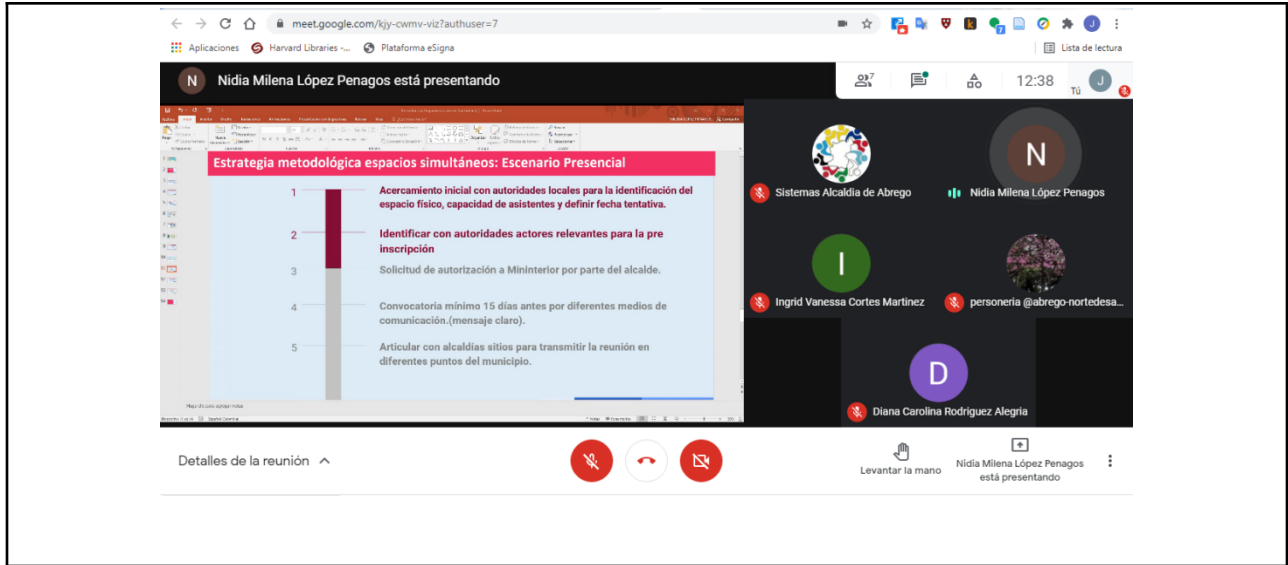 meet.google.com/kjy-cwmv-viz?authuser=7
Aplicaciones
Harvard Libraries -...
Plataforma eSigna
Lista de lectura
N
Nidia Milena López Penagos está presentando
7
12:38
Tú
J
Estrategia metodológica espacios simultáneos: Escenario Presencial
1
Acercamiento inicial con autoridades locales para la identificación del
espacio físico, capacidad de asistentes y definir fecha tentativa.
2
Identificar con autoridades actores relevantes para la pre
inscripción
3
Solicitud de autorización a Mininterior por parte del alcalde.
4
Convocatoria mínimo 15 días antes por diferentes medios de
comunicación.(mensaje claro).
5
Articular con alcaldías sitios para transmitir la reunión en
diferentes puntos del municipio.
Sistemas Alcaldia de Abrego
N
Nidia Milena López Penagos
I
Ingrid Vanessa Cortes Martinez
personeria @abrego-nortedesa...
D
Diana Carolina Rodriguez Alegria
Detalles de la reunión
Levantar la mano
Nidia Milena López Penagos
está presentando